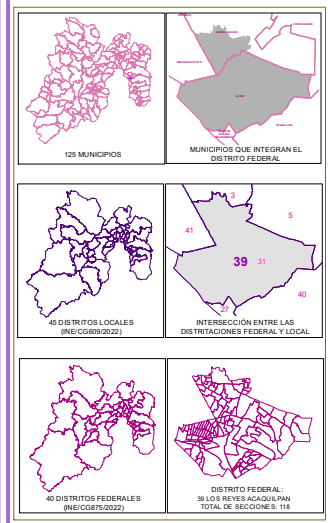 125 MUNICIPIOS
MUNICIPIOS QUE INTEGRAN EL
DISTRITO FEDERAL
45 DISTRITOS LOCALES
(INE/CG609/2022)
3
5
41
39
31
40
27
INTERSECCIÓN ENTRE LAS
DISTRITACIONES FEDERAL Y LOCAL
40 DISTRITOS FEDERALES
(INE/CG875/2022)
DISTRITO FEDERAL:
39 LOS REYES ACAQUILPAN
TOTAL DE SECCIONES: 118